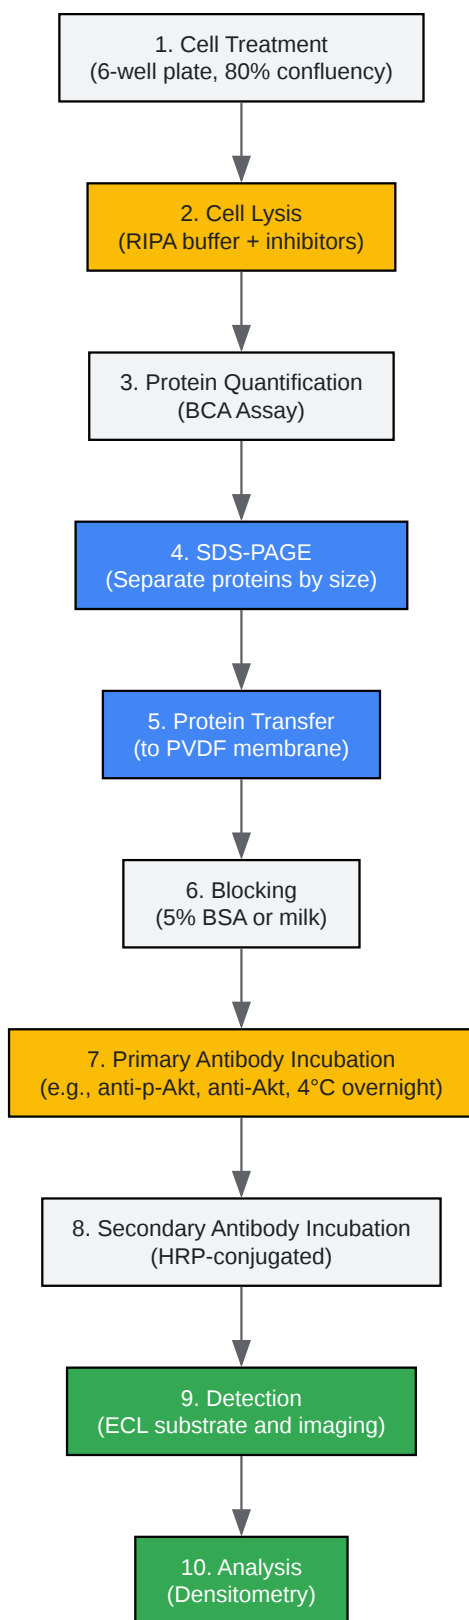 1. Cell Treatment
(6-well plate, 80% confluency)
2. Cell Lysis
(RIPA buffer + inhibitors)
3. Protein Quantification
(BCA Assay)
4. SDS-PAGE
(Separate proteins by size)
5. Protein Transfer
(to PVDF membrane)
6. Blocking
(5% BSA or milk)
7. Primary Antibody Incubation
(e.g., anti-p-Akt, anti-Akt, 4°C overnight)
8. Secondary Antibody Incubation
(HRP-conjugated)
9. Detection
(ECL substrate and imaging)
10. Analysis
(Densitometry)